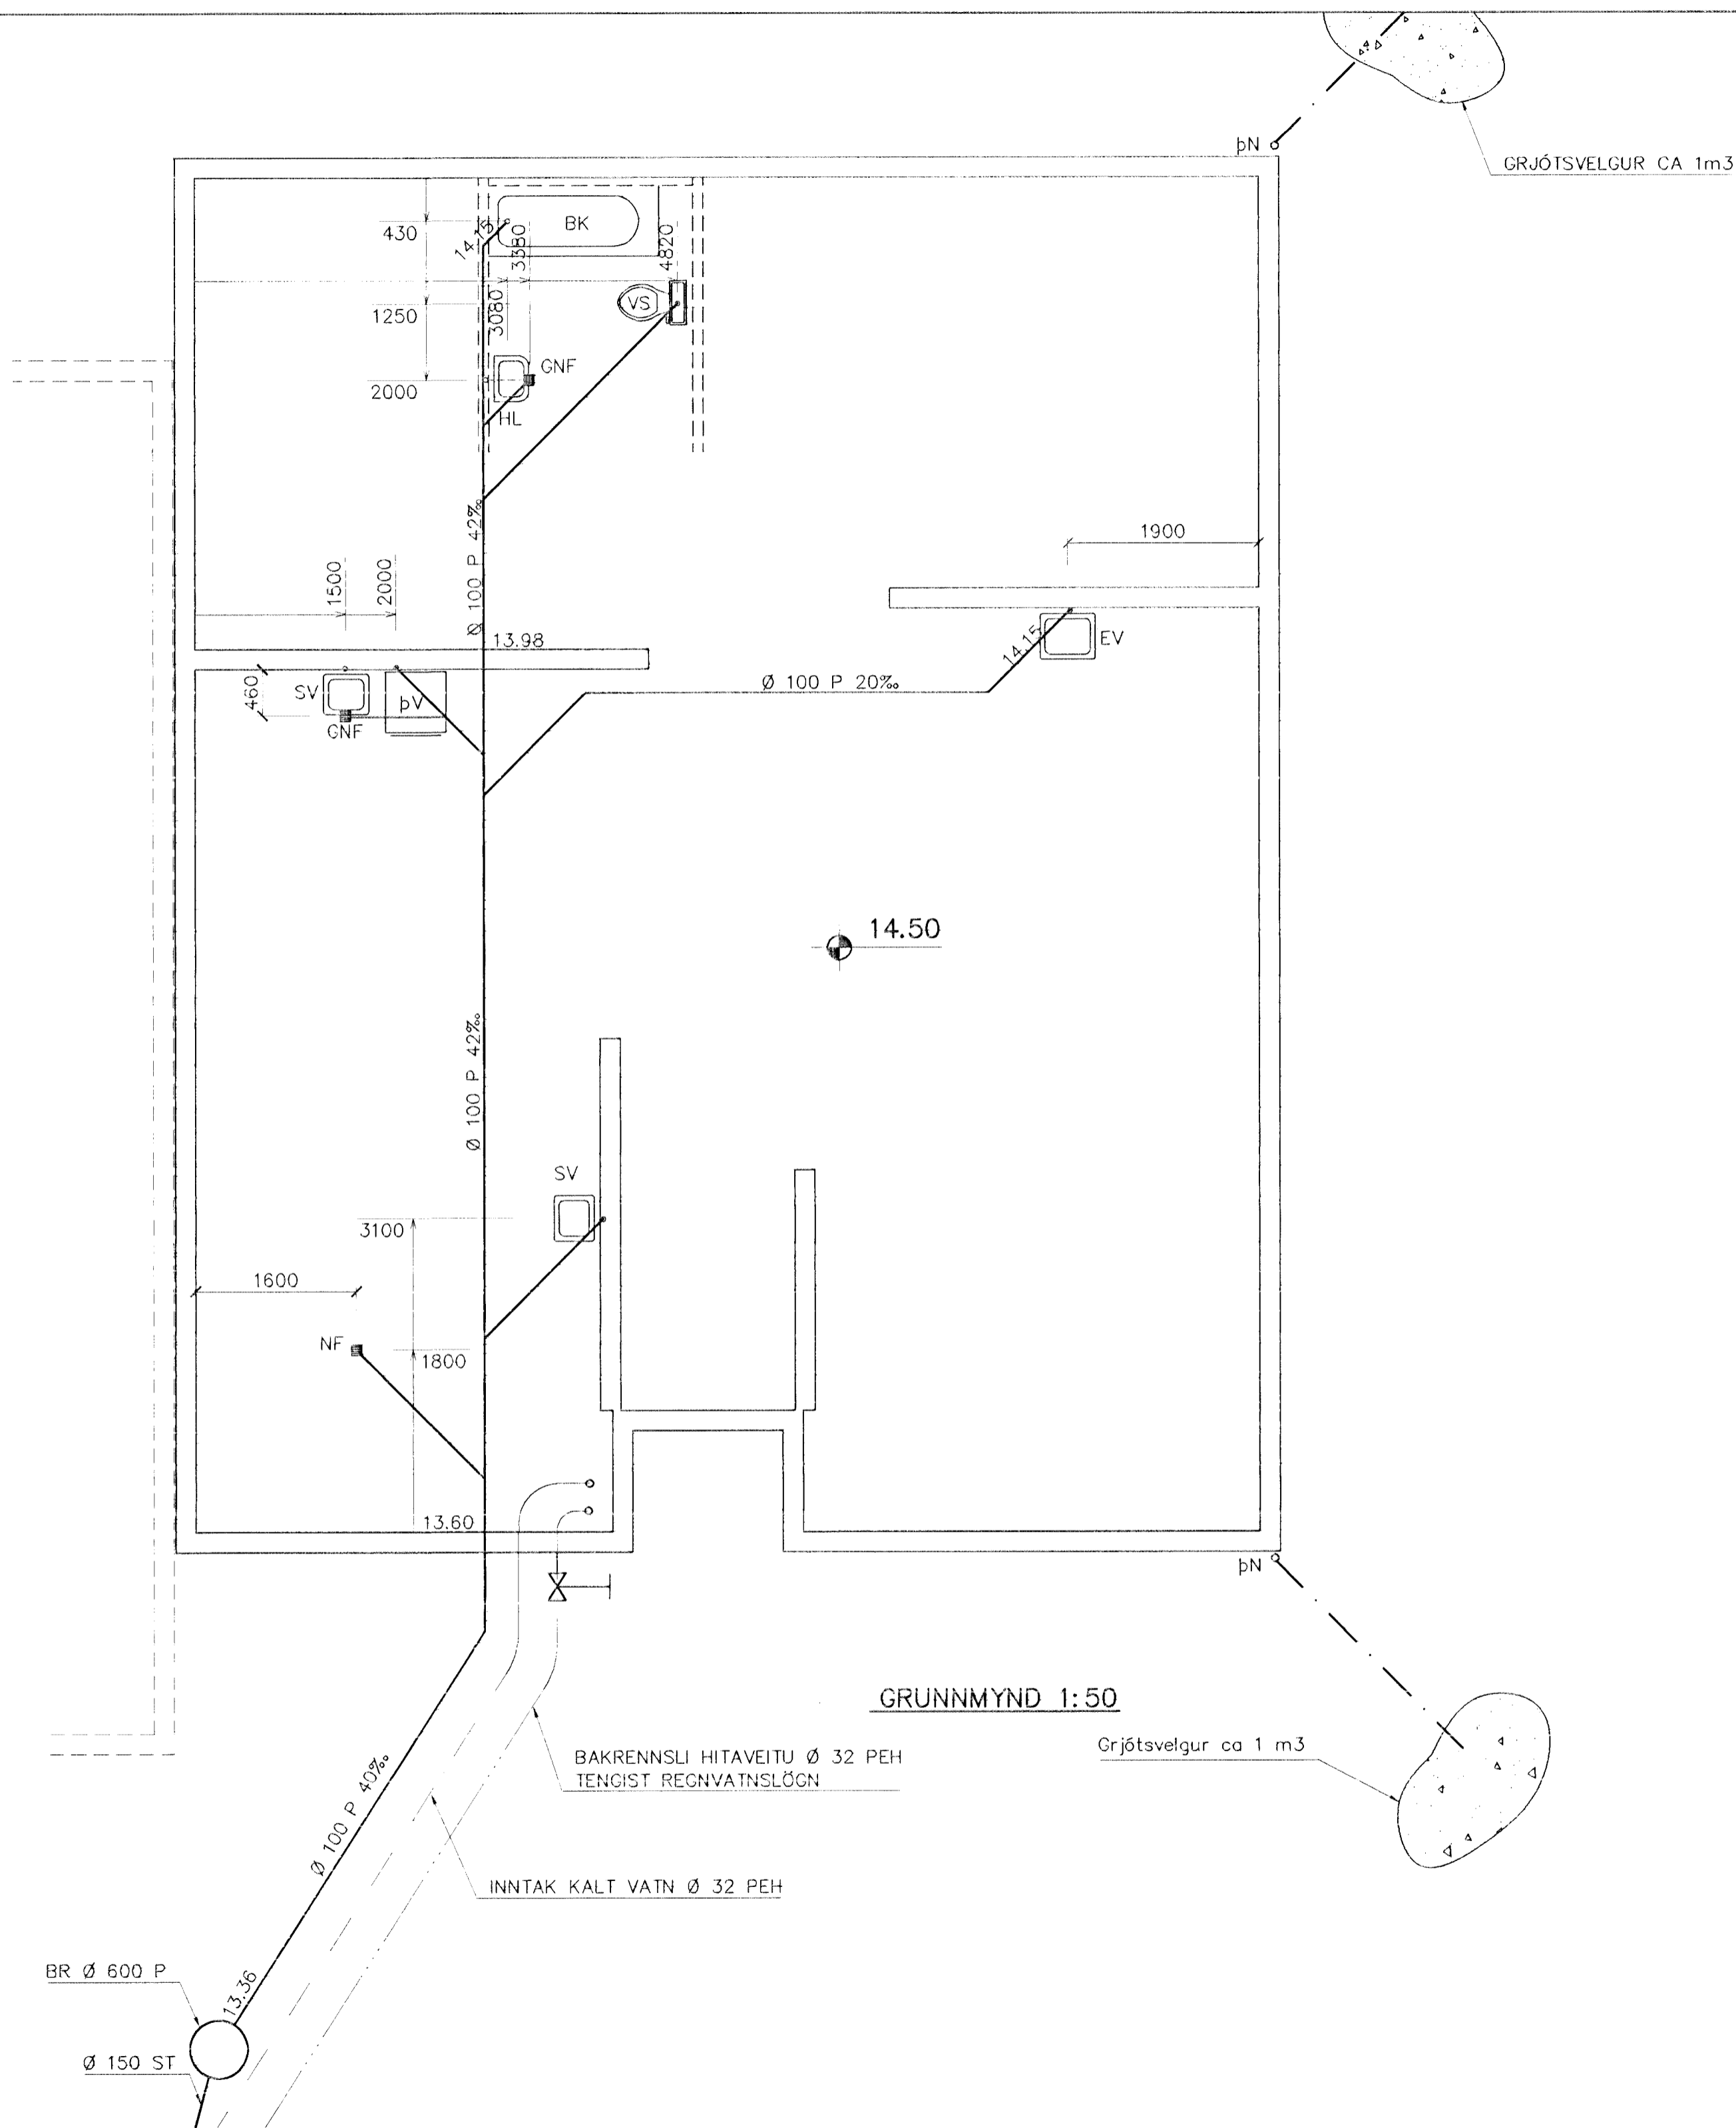 þN
GRJÓTSVELGUR CA 1m3
430
14.15
3380
BK
4820
1250
3080
VS
GNF
2000
HL
Ø 100 P 42‰
1900
1500
2000
13.98
14.15
EV
460
SV
þV
GNF
Ø 100 P 20‰
14.50
Ø 100 P 42‰
SV
3100
1600
NF
1800
13.60
þN
GRUNNMYND 1:50
BAKRENNSLI HITAVEITU Ø 32 PEH
TENGIST REGNVATNSLÖGN
Grjótsvelgur ca 1 m3
Ø 100 P 40‰
INNTAK KALT VATN Ø 32 PEH
BR Ø 600 P
13.36
Ø 150 ST